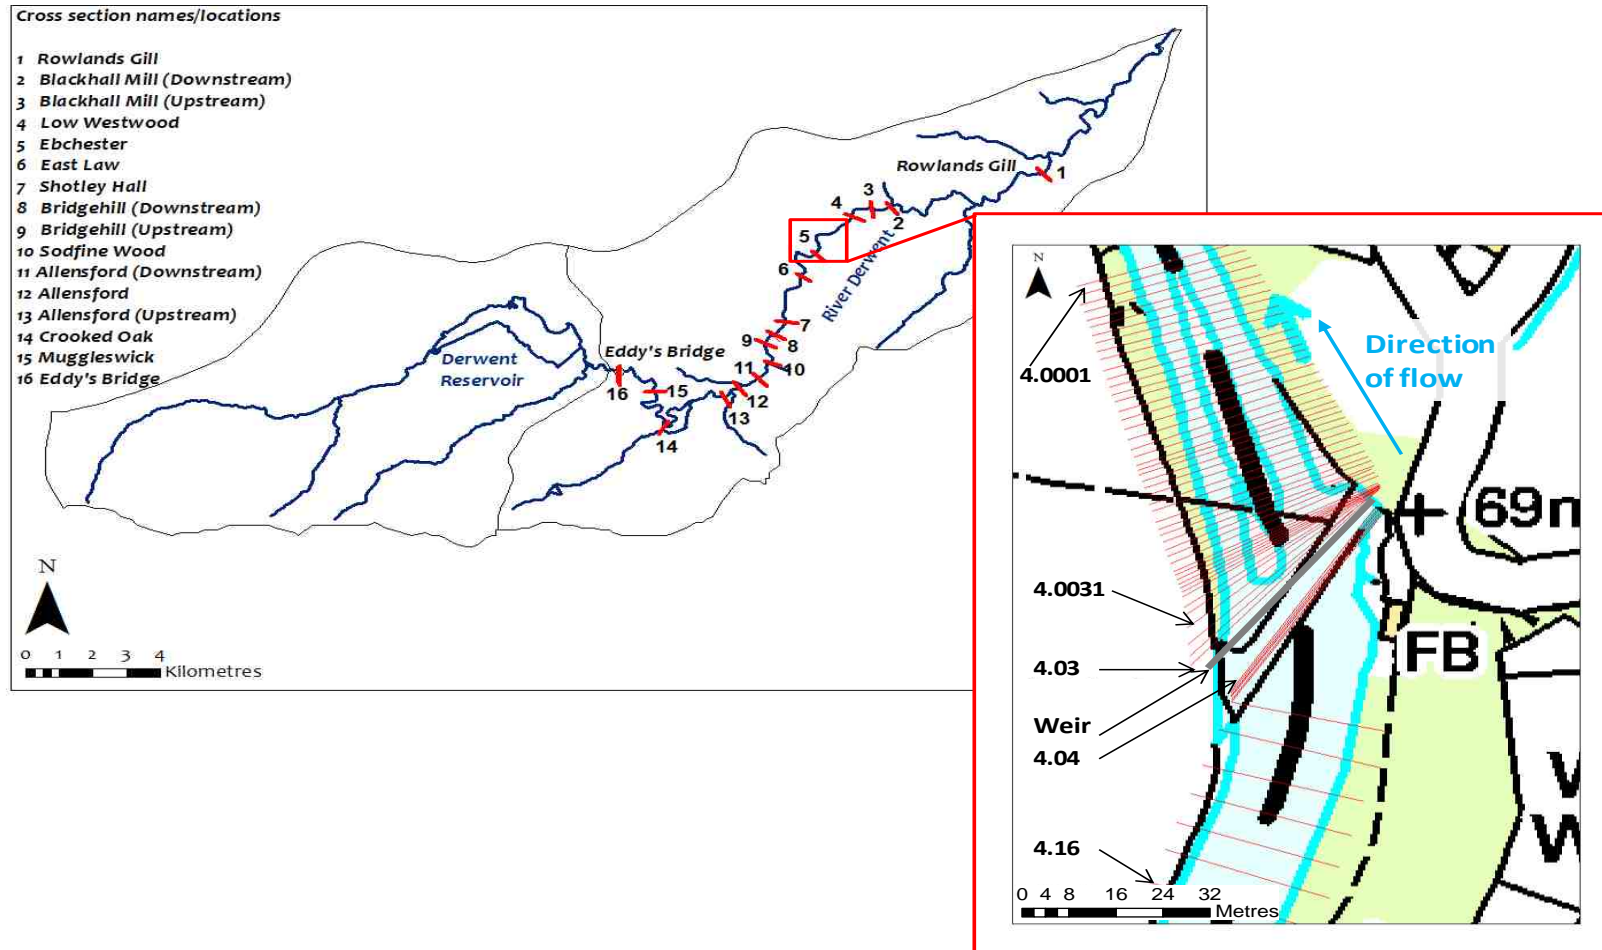 Cross section names/locations
1 Rowlands Gill
2 Blackhall Mill (Downstream)
3 Blackhall Mill (Upstream)
4 Low Westwood
5 Ebchester
6 East Law
7 Shotley Hall
8 Bridgehill (Downstream)
9 Bridgehill (Upstream)
10 Sodfine Wood
11 Allensford (Downstream)
12 Allensford
13 Allensford (Upstream)
14 Crooked Oak
15 Muggleswick
16 Eddy's Bridge
Rowlands Gill
1
2
3
4
5
6
River Derwent
7
8
9
10
11
12
13
14
15
16
Eddy's Bridge
Derwent
Reservoir
N
0 1 2 3 4
Kilometres
N
4.0001
Direction
of flow
69m
4.0031
FB
4.03
Weir
4.04
W
4.16
0 4 8 16 24 32
Metres